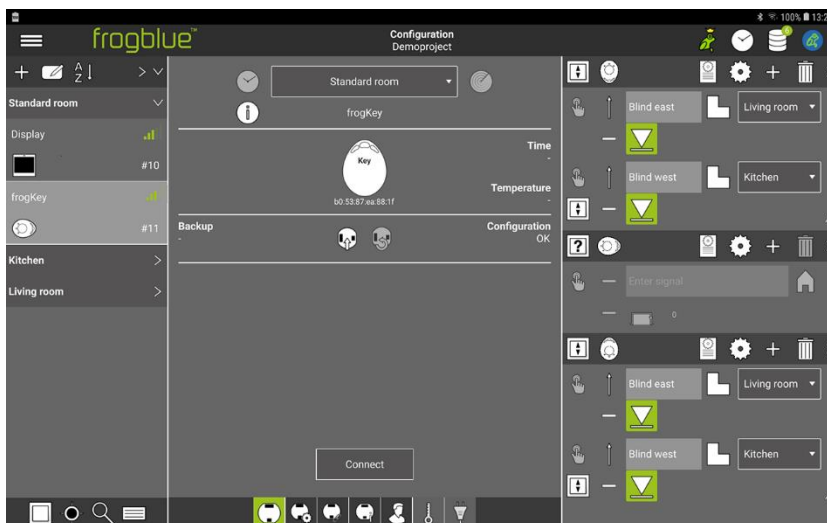 100% 13:2
frogblue™
Configuration
Demoproject
6
A
Z
Standard room
Display
#10
frogKey
#11
Kitchen
Living room
Standard room
frogKey
Key
b0:53:87:ea:88:1f
Time
-
Temperature
-
Backup
-
Configuration
OK
Connect
Blind east
Living room
Blind west
Kitchen
?
Enter signal
0
Blind east
Living room
Blind west
Kitchen